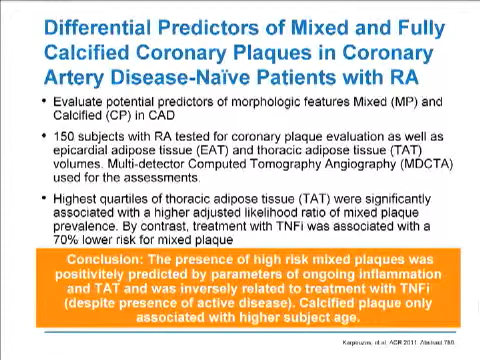 Differential Predictors of Mixed and Fully
Calcified Coronary Plaques in Coronary
Artery Disease-Naïve Patients with RA
• Evaluate potential predictors of morphologic features Mixed (MP) and
Calcified (CP) in CAD
• 150 subjects with RA tested for coronary plaque evaluation as well as
epicardial adipose tissue (EAT) and thoracic adipose tissue (TAT)
volumes. Multi-detector Computed Tomography Angiography (MDCTA)
used for the assessments.
• Highest quartiles of thoracic adipose tissue (TAT) were significantly
associated with a higher adjusted likelihood ratio of mixed plaque
prevalence. By contrast, treatment with TNFi was associated with a
70% lower risk for mixed plaque
Conclusion: The presence of high risk mixed plaques was
positivitely predicted by parameters of ongoing inflammation
and TAT and was inversely related to treatment with TNFi
(despite presence of active disease). Calcified plaque only
associated with higher subject age.
et al, ACR 2011. Abstract